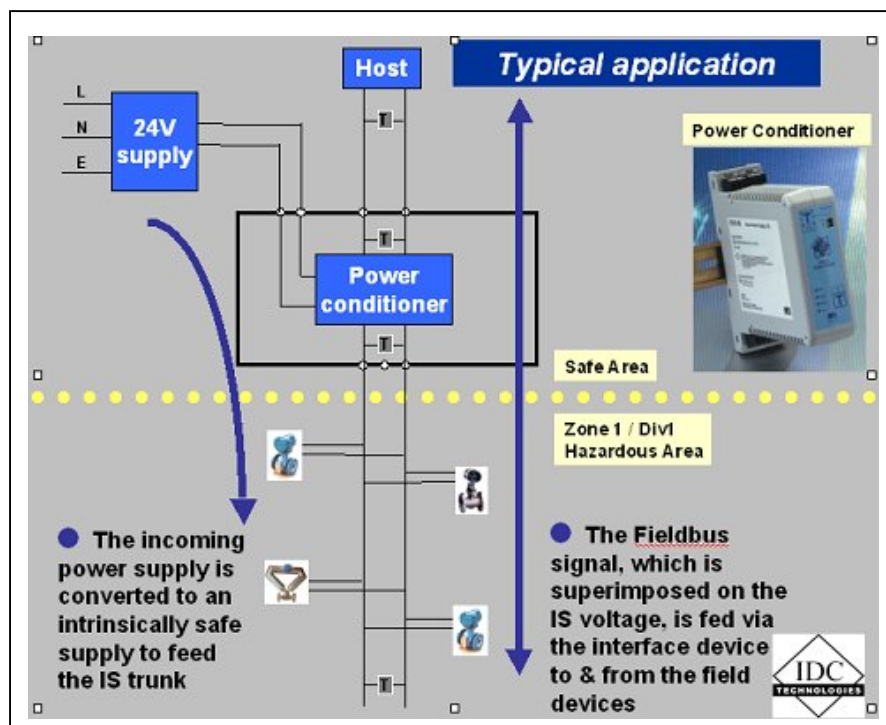 Typical application
Host
L
N
E
24V
supply
T
Power Conditioner
T
Power
conditioner
T
Safe Area
Zone 1 / Div1
Hazardous Area
The incoming
power supply is
converted to an
intrinsically safe
supply to feed
the IS trunk
The Fieldbus
signal, which is
superimposed on the
IS voltage, is fed via
the interface device
to & from the field
devices
T
IDC
TECHNOLOGIES